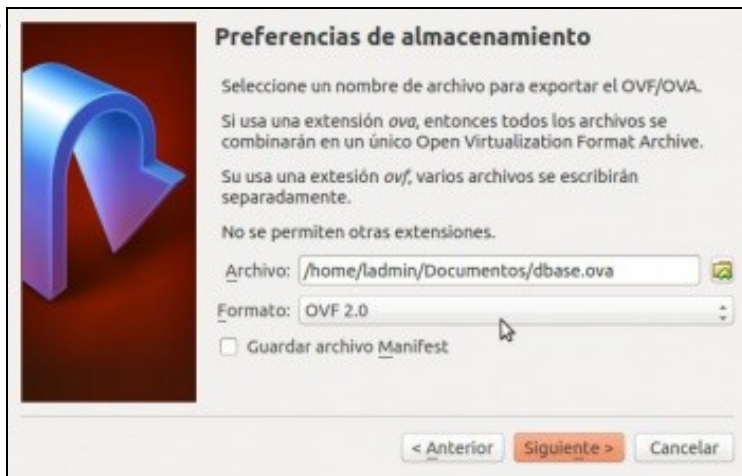 Preferencias de almacenamiento
Seleccione un nombre de archivo para exportar el OVF/OVA.
Si usa una extensión ova, entonces todos los archivos se
combinarán en un único Open Virtualization Format Archive.
Su usa una extesión ovf, varios archivos se escribirán
separadamente.
No se permiten otras extensiones.
Archivo: /home/ladmin/Documentos/dbase.ova
Formato: OVF 2.0
Guardar archivo Manifest
< Anterior Siguiente > Cancelar